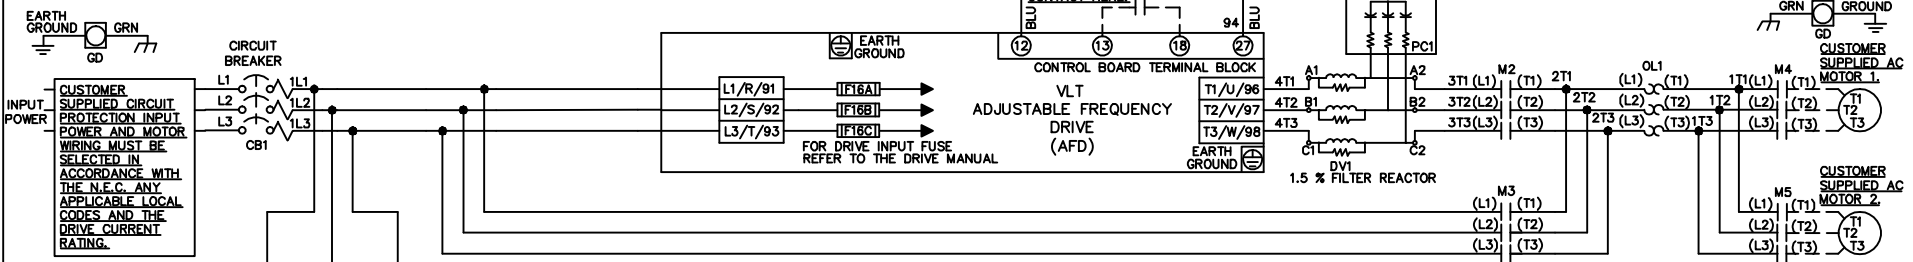 EARTH
GROUND
GRN
GD
CIRCUIT
BREAKER
L1
1L1
L2
1L2
L3
1L3
CB1
INPUT
POWER
CUSTOMER
SUPPLIED CIRCUIT
PROTECTION INPUT
POWER AND MOTOR
WIRING MUST BE
SELECTED IN
ACCORDANCE WITH
THE N.E.C. ANY
APPLICABLE LOCAL
CODES AND THE
DRIVE CURRENT
RATING.
BLU
94
BLU
12
13
18
27
EARTH
GROUND
CONTROL BOARD TERMINAL BLOCK
L1/R/91
L2/S/92
L3/T/93
F16A
F16B
F16C
FOR DRIVE INPUT FUSE
REFER TO THE DRIVE MANUAL
VLT
ADJUSTABLE FREQUENCY
DRIVE
(AFD)
T1/U/96
T2/V/97
T3/W/98
EARTH
GROUND
4T1
4T2
4T3
A1
A2
B1
B2
C1
C2
PC1
DV1
1.5 % FILTER REACTOR
M2
3T1 (L1) (T1)
3T2 (L2) (T2)
3T3 (L3) (T3)
2T1
2T2
2T3
OL1
(L1) (T1)
(L2) (T2)
(L3) (T3)
1T1
1T2
1T3
M4
(L1) (T1)
(L2) (T2)
(L3) (T3)
GRN
GROUND
GD
CUSTOMER
SUPPLIED AC
MOTOR 1.
T1
T2
T3
M3
(L1) (T1)
(L2) (T2)
(L3) (T3)
M5
(L1) (T1)
(L2) (T2)
(L3) (T3)
CUSTOMER
SUPPLIED AC
MOTOR 2.
T1
T2
T3